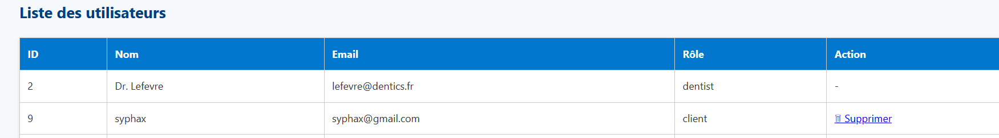 Liste des utilisateurs
ID Nom Email Rôle Action
2 Dr. Lefevre lefevre@dentics.fr dentist -
9 syphax syphax@gmail.com client Supprimer